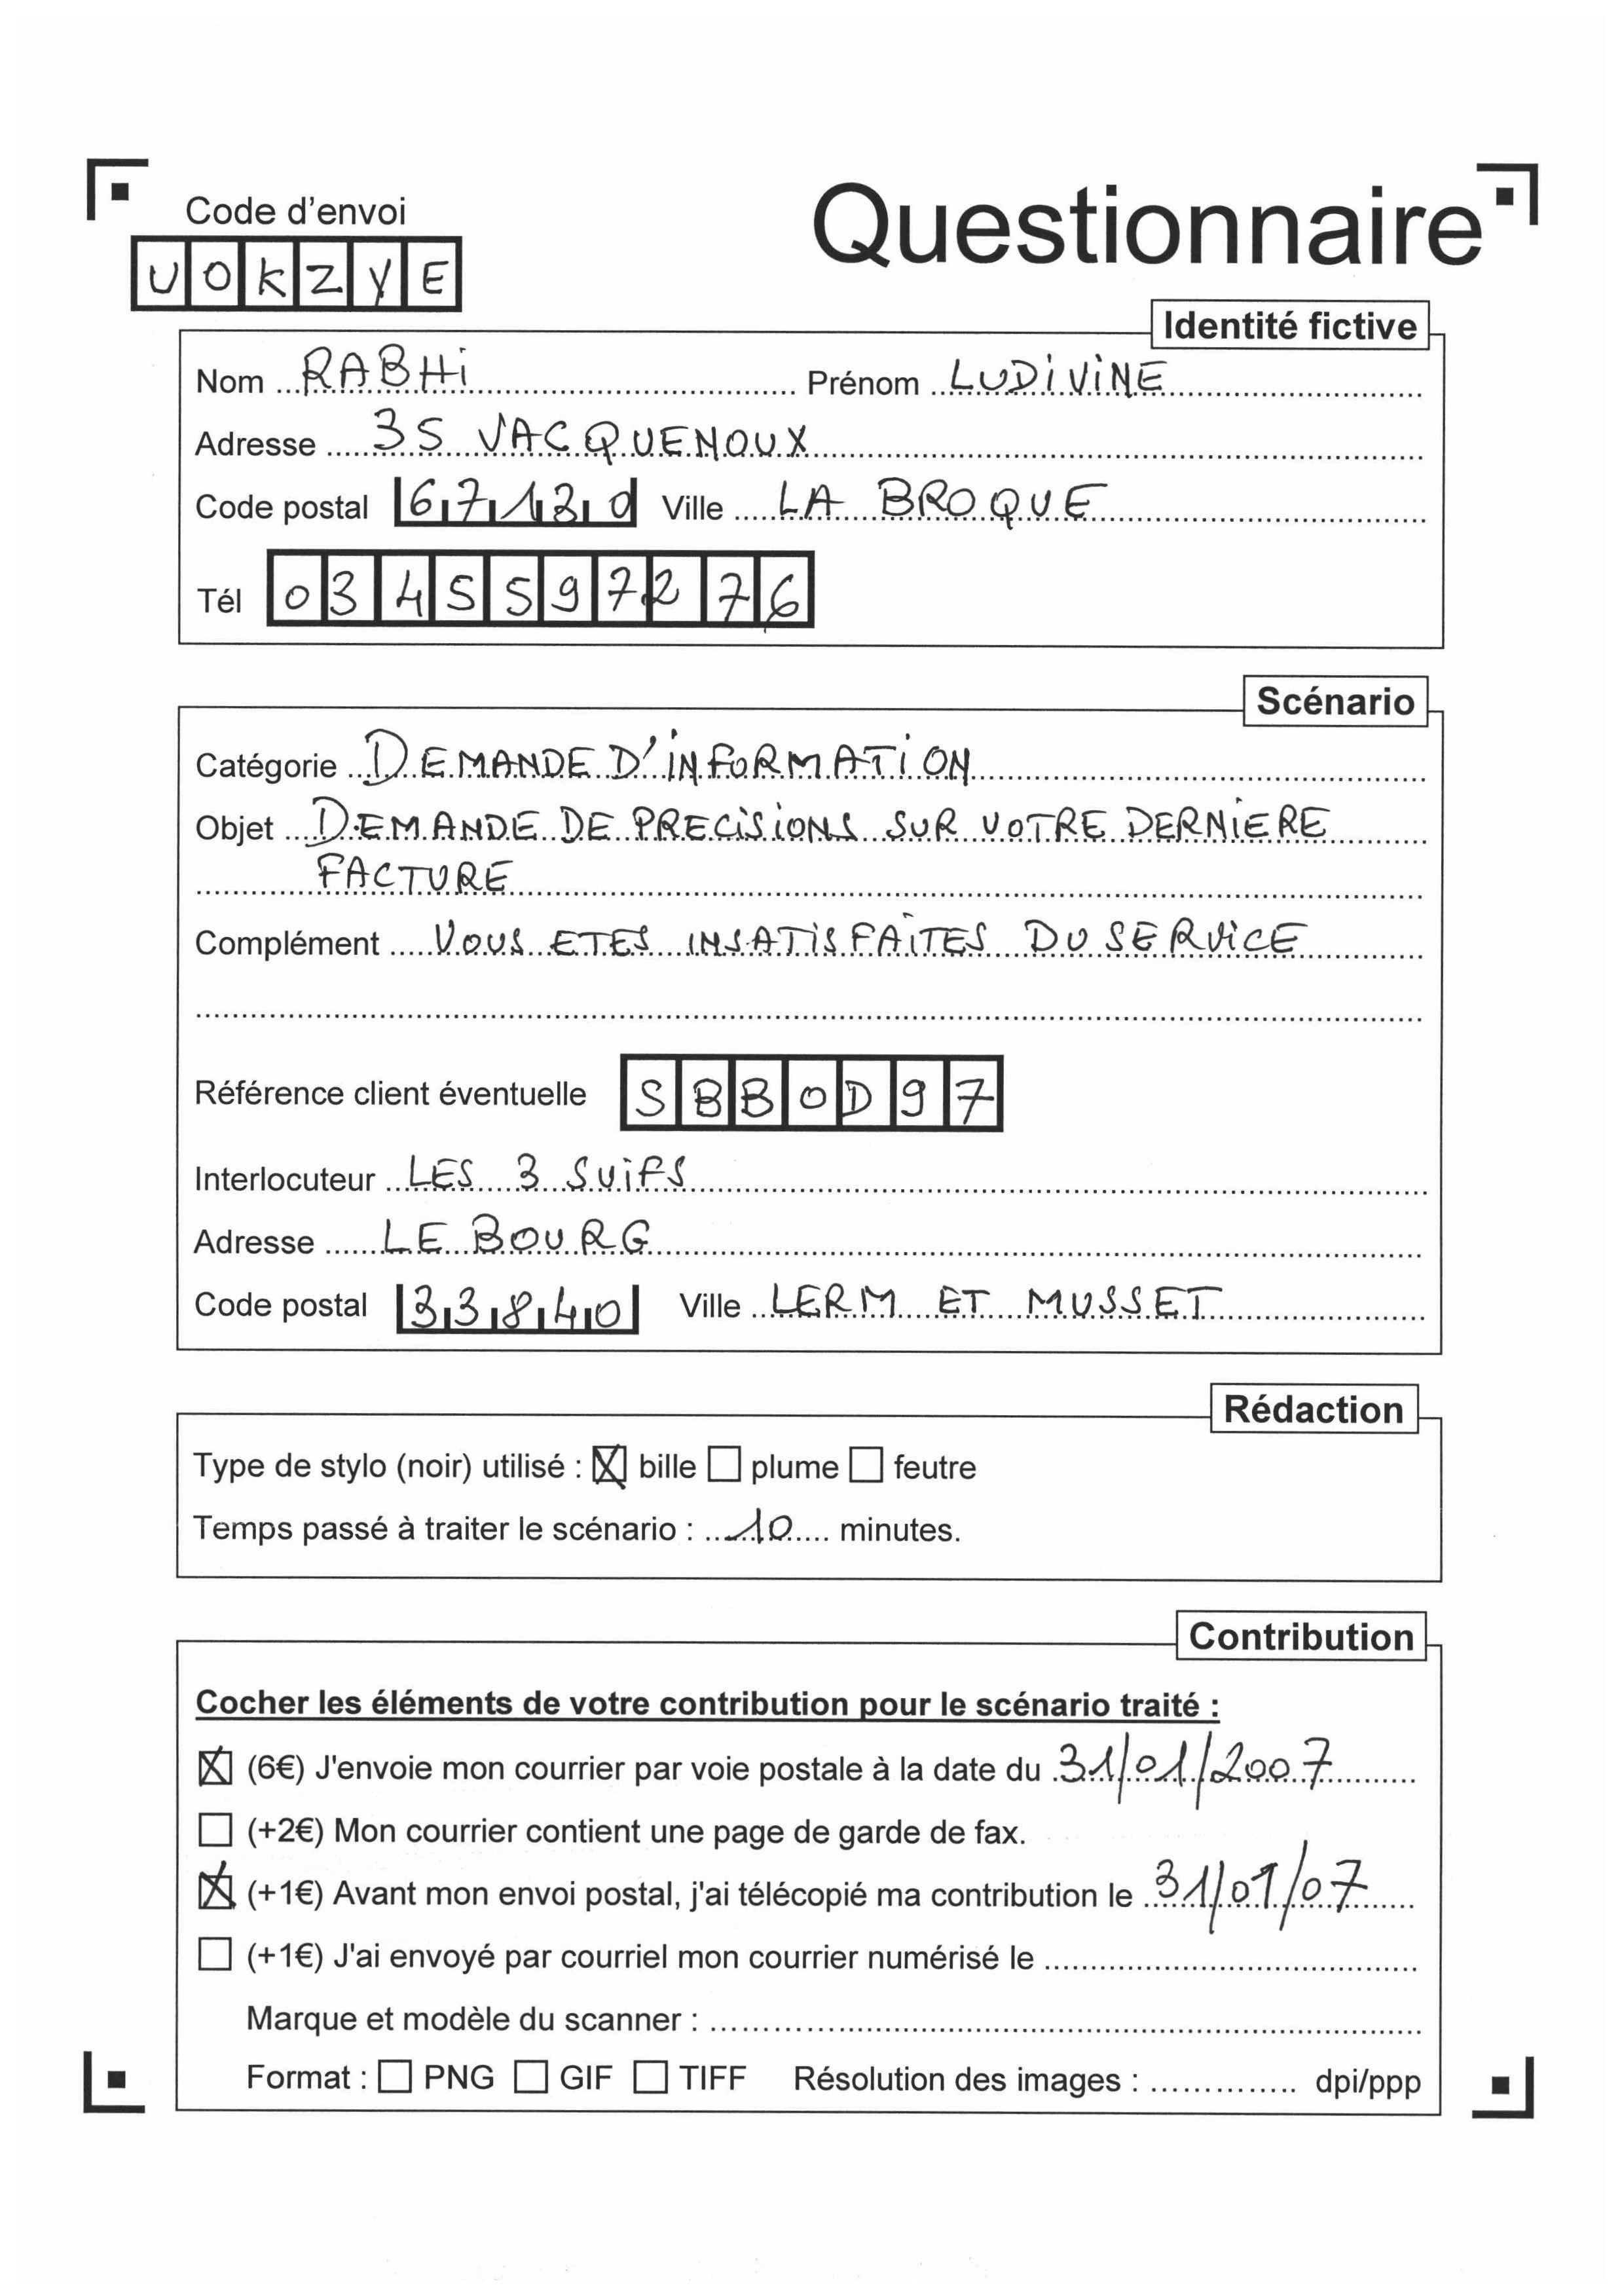 Code d'envoi
Questionnaire
UOKZYE
Identité fictive
Nom RABHi Prénom LUDiViNE
Adresse 35 VACQUENOUX
Code postal 67130 Ville LA BROQUE
Tél 0345597276
Scénario
Catégorie DEMANDE D'iNFORMATiON
Objet DEMANDE DE PRECiSiONS SUR VOTRE DERNiERE
FACTURE
Complément VOUS ETES INSATiSFAiTES DU SERViCE
Référence client éventuelle SBBOD97
Interlocuteur LES 3 SUiFS
Adresse LE BOURG
Code postal 33840 Ville LERM ET MUSSET
Rédaction
Type de stylo (noir) utilisé : ☒ bille ☐ plume ☐ feutre
Temps passé à traiter le scénario : 10 minutes.
Contribution
Cocher les éléments de votre contribution pour le scénario traité :
☒ (6€) J'envoie mon courrier par voie postale à la date du 31/01/2007
☐ (+2€) Mon courrier contient une page de garde de fax.
☒ (+1€) Avant mon envoi postal, j'ai télécopié ma contribution le 31/01/07
☐ (+1€) J'ai envoyé par courriel mon courrier numérisé le
Marque et modèle du scanner :
Format : ☐ PNG ☐ GIF ☐ TIFF Résolution des images : dpi/ppp